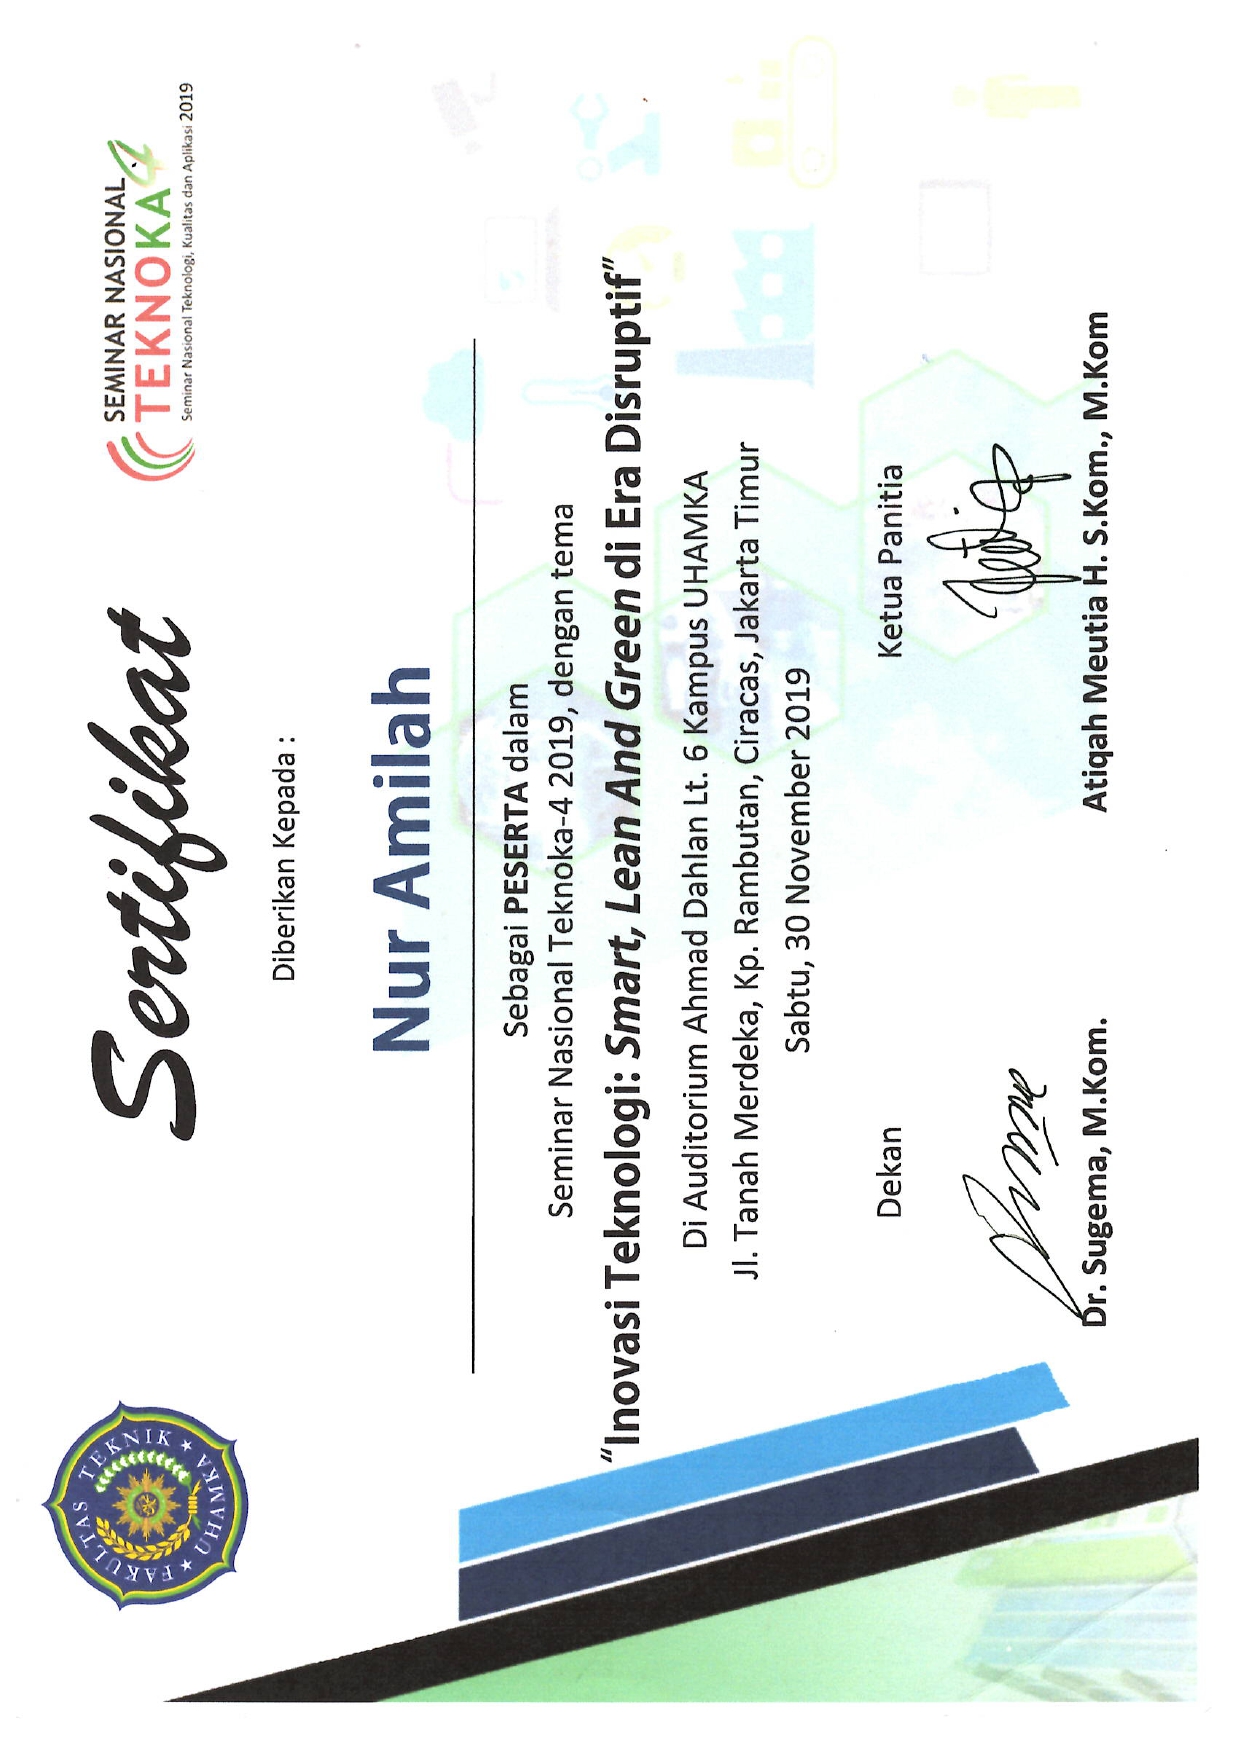 FAKULTAS TEKNIK
UHAMKA
Sertifikat
SEMINAR NASIONAL
TEKNOKA 4
Seminar Nasional Teknologi, Kualitas dan Aplikasi 2019
Diberikan Kepada :
Nur Amilah
Sebagai PESERTA dalam
Seminar Nasional Teknoka-4 2019, dengan tema
“Inovasi Teknologi: Smart, Lean And Green di Era Disruptif”
Di Auditorium Ahmad Dahlan Lt. 6 Kampus UHAMKA
Jl. Tanah Merdeka, Kp. Rambutan, Ciracas, Jakarta Timur
Sabtu, 30 November 2019
Dekan
Ketua Panitia
Dr. Sugema, M.Kom.
Atiqah Meutia H. S.Kom., M.Kom